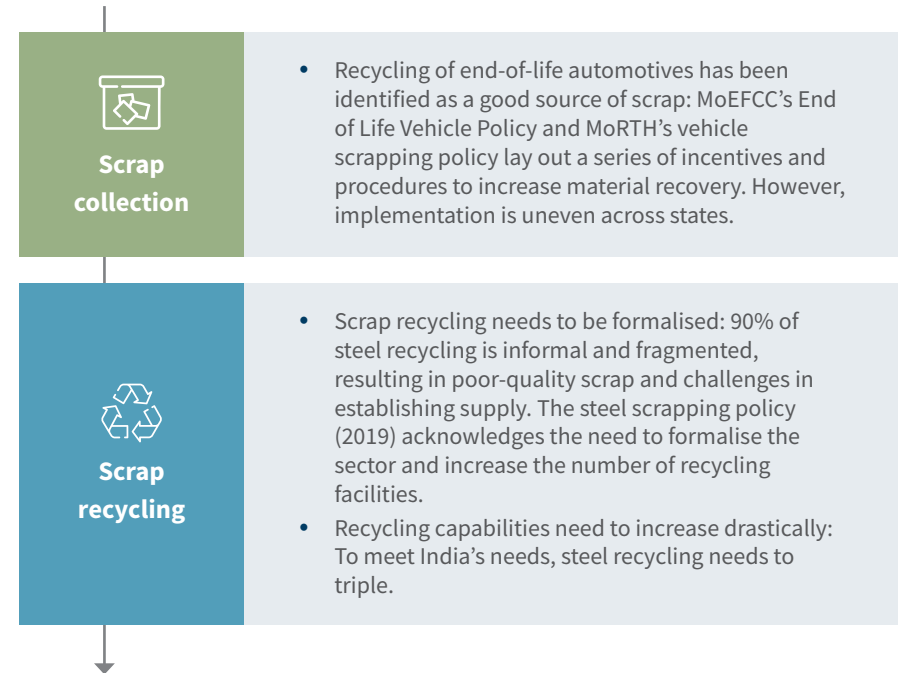 Scrap
collection
• Recycling of end-of-life automotives has been
identified as a good source of scrap: MoEFCC’s End
of Life Vehicle Policy and MoRTH’s vehicle
scrapping policy lay out a series of incentives and
procedures to increase material recovery. However,
implementation is uneven across states.
Scrap
recycling
• Scrap recycling needs to be formalised: 90% of
steel recycling is informal and fragmented,
resulting in poor-quality scrap and challenges in
establishing supply. The steel scrapping policy
(2019) acknowledges the need to formalise the
sector and increase the number of recycling
facilities.
• Recycling capabilities need to increase drastically:
To meet India’s needs, steel recycling needs to
triple.